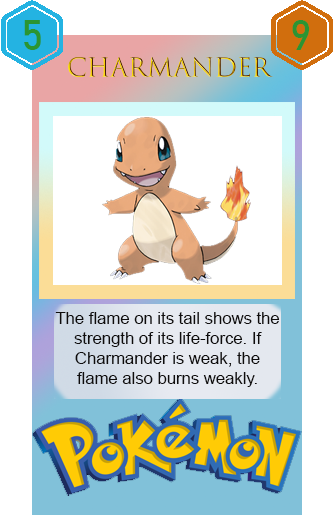 5 9
CHARMANDER
The flame on its tail shows the
strength of its life-force. If
Charmander is weak, the
flame also burns weakly.
POKéMON